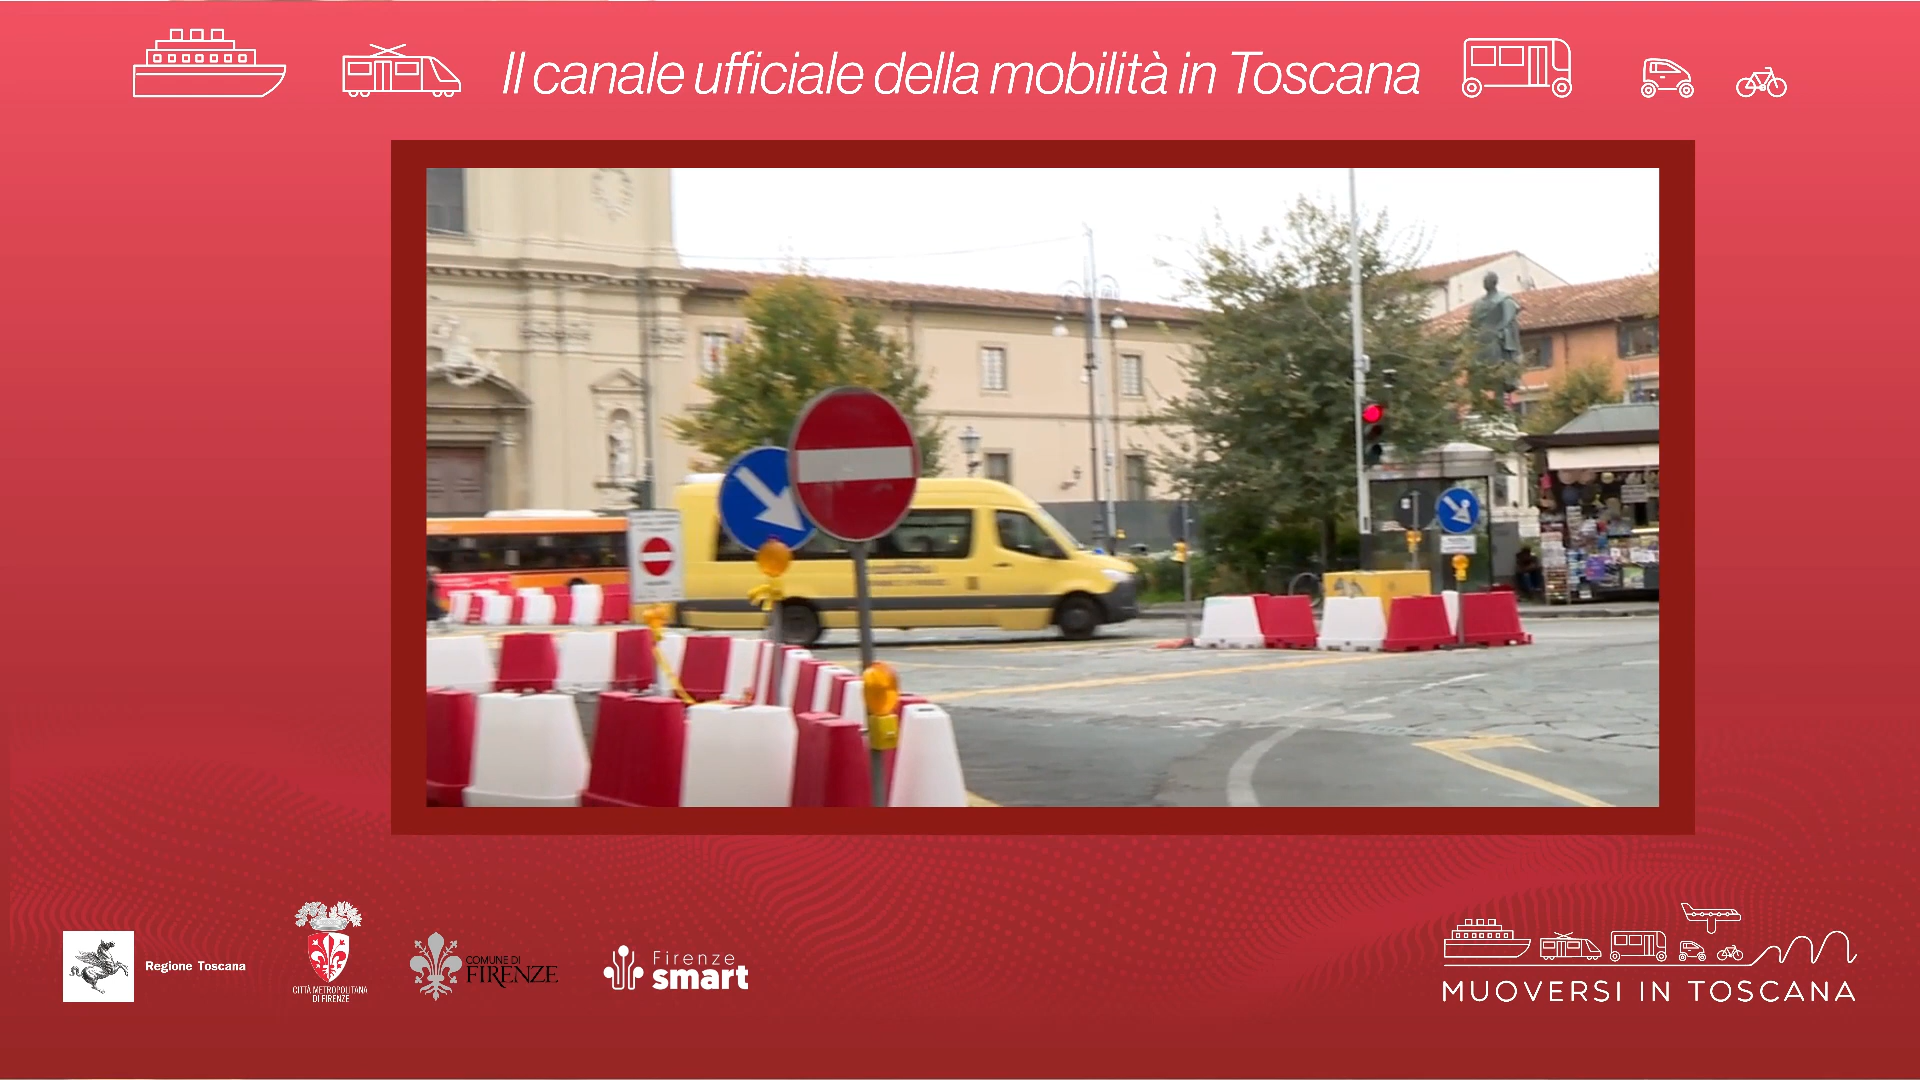 Il canale ufficiale della mobilità in Toscana
Regione Toscana
CITTÀ METROPOLITANA
DI FIRENZE
COMUNE DI
FIRENZE
Firenze
smart
MUOVERSI IN TOSCANA